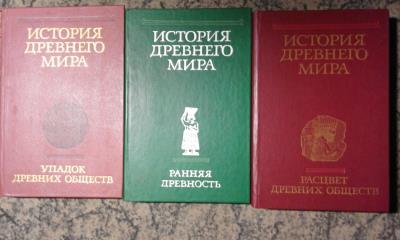 ИСТОРИЯ
ДРЕВНЕГО
МИРА
УПАДОК
ДРЕВНИХ ОБЩЕСТВ
ИСТОРИЯ
ДРЕВНЕГО
МИРА
РАННЯЯ
ДРЕВНОСТЬ
ИСТОРИЯ
ДРЕВНЕГО
МИРА
РАСЦВЕТ
ДРЕВНИХ ОБЩЕСТВ